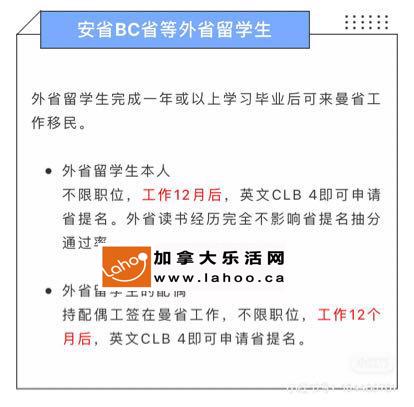 安省BC省等外省留学生
外省留学生完成一年或以上学习毕业后可来曼省工
作移民。
外省留学生本人
不限职位，工作12月后，英文CLB 4即可申请
省提名。外省读书经历完全不影响省提名抽分
通过率
Lahoo 加拿大乐活网
www.lahoo.ca
外省留学生的配偶
持配偶工签在曼省工作，不限职位，工作12个
月后，英文CLB 4即可申请省提名。